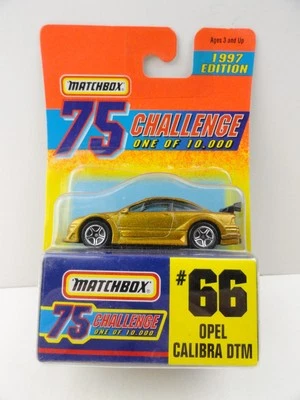 Ages 3 and Up
1997
EDITION
MATCHBOX
75 CHALLENGE
ONE OF 10,000
MATCHBOX
75 CHALLENGE
ONE OF 10,000
#66
OPEL
CALIBRA DTM